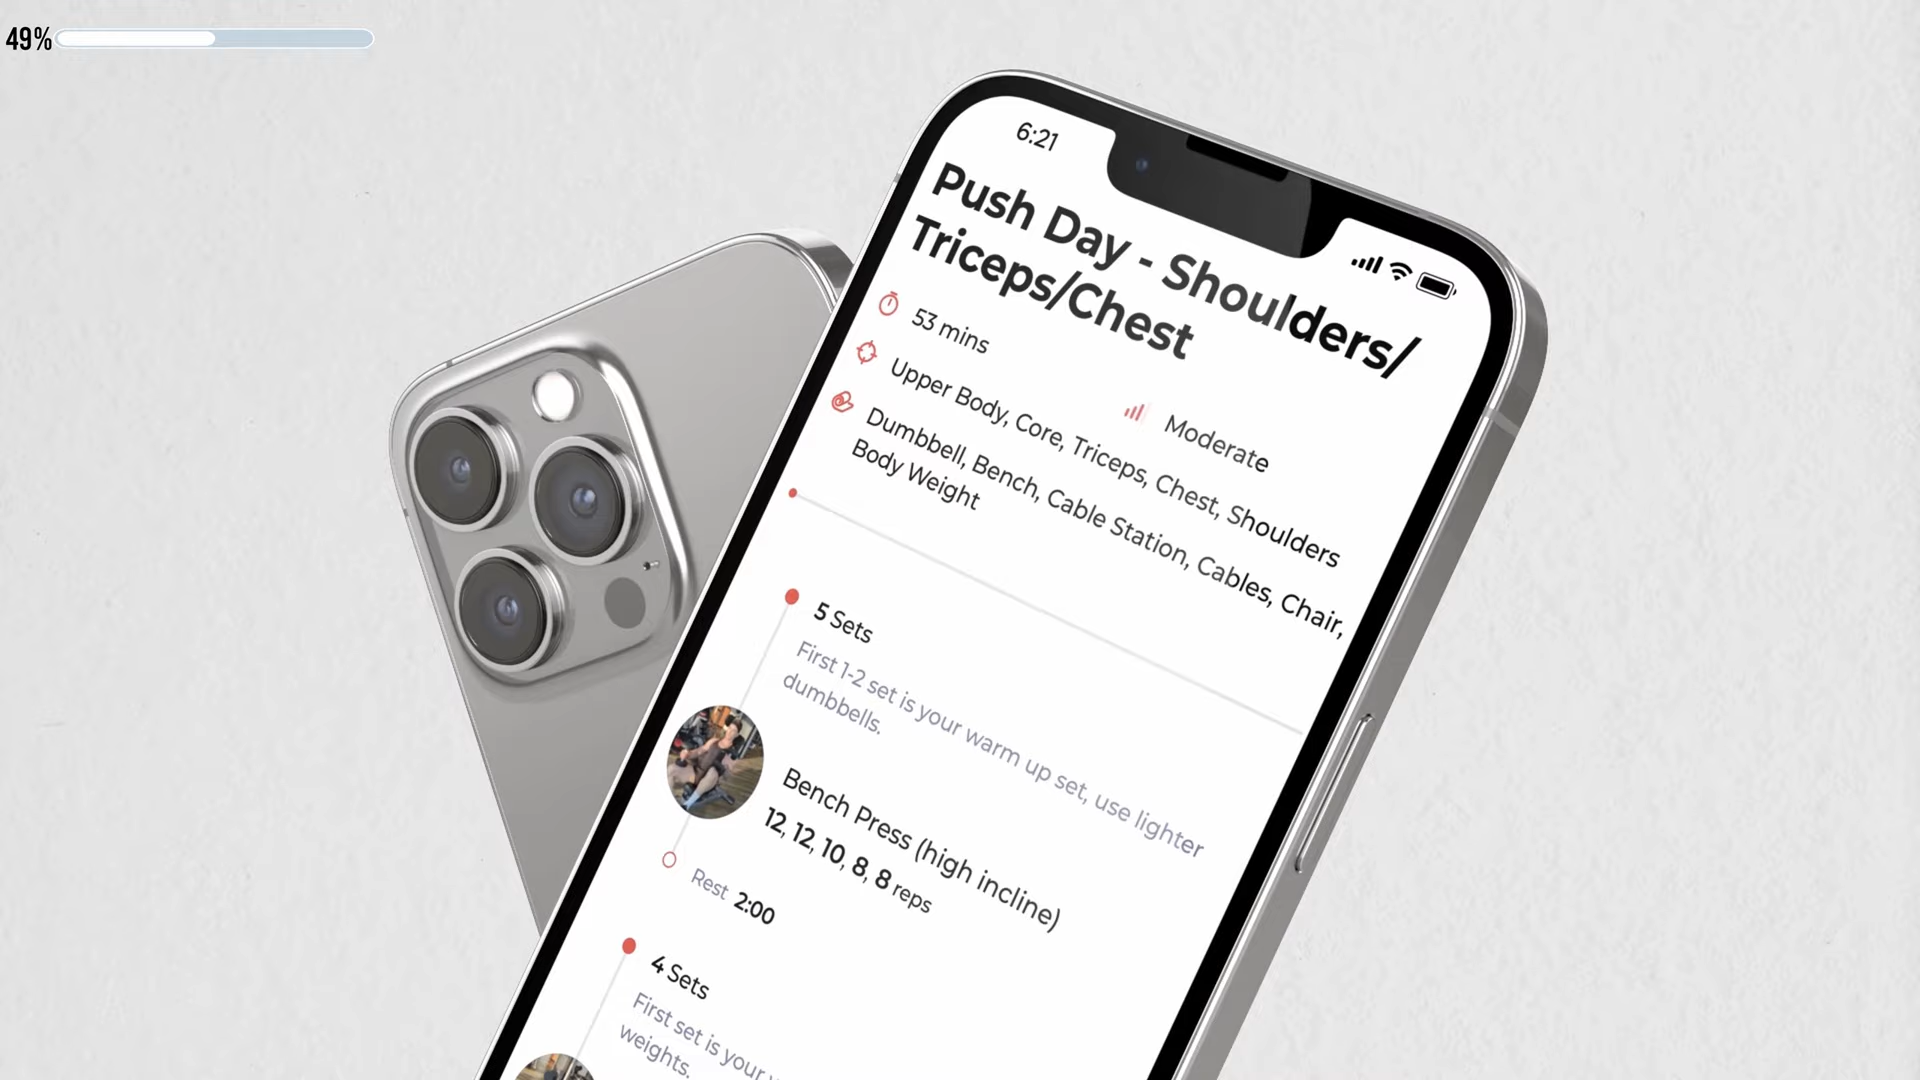 49%
6:21
Push Day - Shoulders/
Triceps/Chest
53 mins
Moderate
Upper Body, Core, Triceps, Chest, Shoulders
Dumbbell, Bench, Cable Station, Cables, Chair,
Body Weight
5 Sets
First 1-2 set is your warm up set, use lighter
dumbbells.
Bench Press (high incline)
12, 12, 10, 8, 8 reps
Rest 2:00
4 Sets
First set is your
weights.